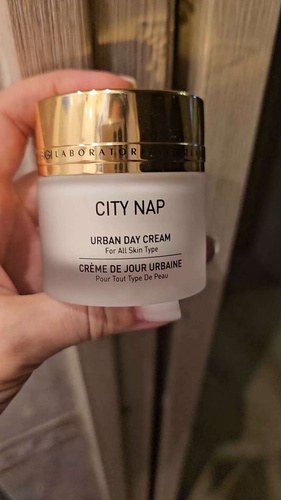 GI LABORATOR
CITY NAP
URBAN DAY CREAM
For All Skin Type
CRÈME DE JOUR URBAINE
Pour Tout Type De Peau